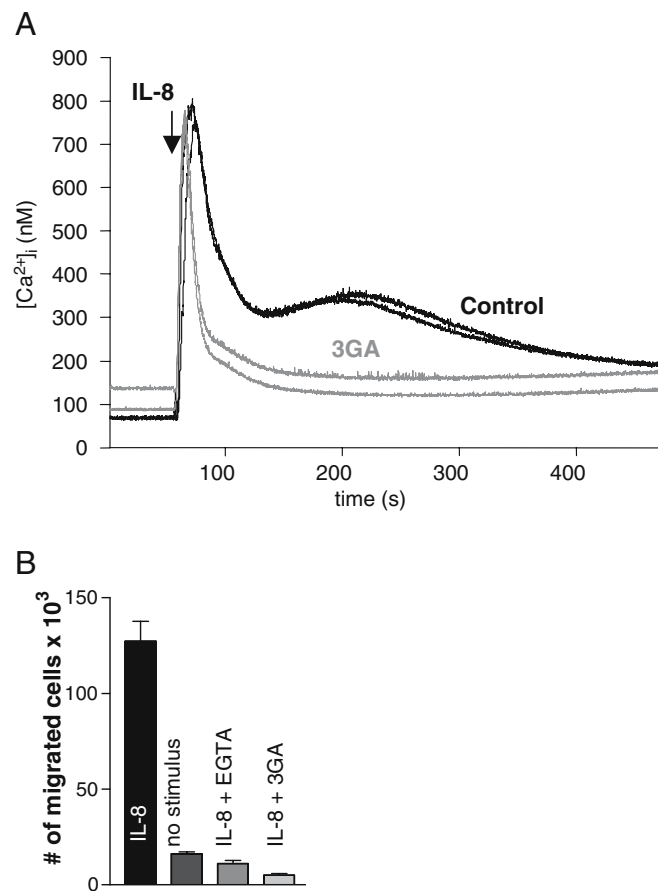 A
900
800
700
600
500
400
300
200
100
0
[Ca²⁺]ᵢ (nM)
IL-8
Control
3GA
100
200
300
400
time (s)
B
150
100
50
0
# of migrated cells x 10³
IL-8
no stimulus
IL-8 + EGTA
IL-8 + 3GA